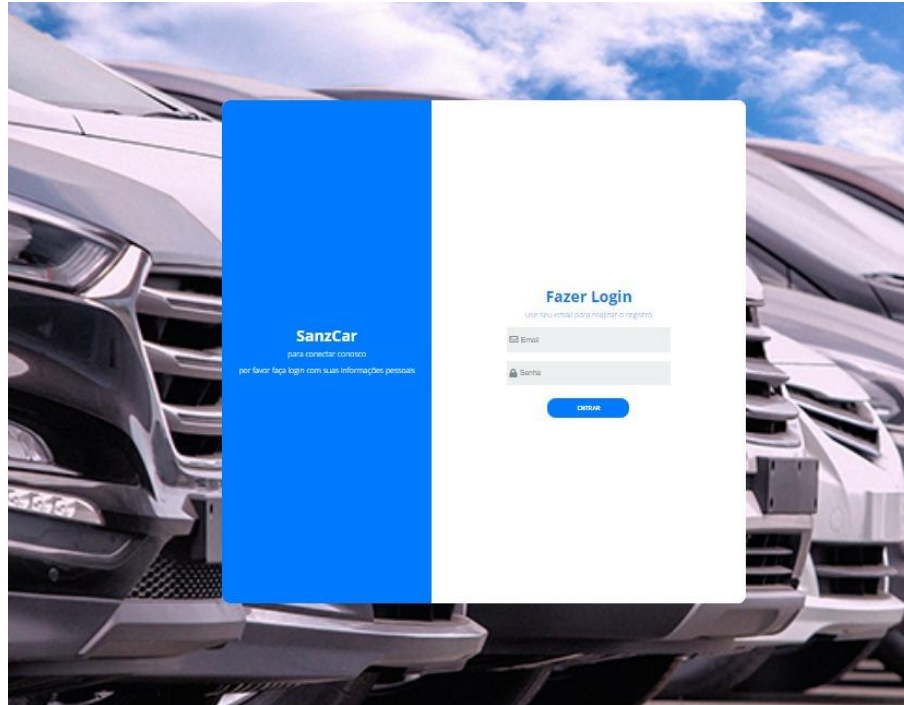 SanzCar
para conectar conosco
por favor faça login com suas informações pessoais
Fazer Login
use seu email para realizar o registro
Email
Senha
ENTRAR